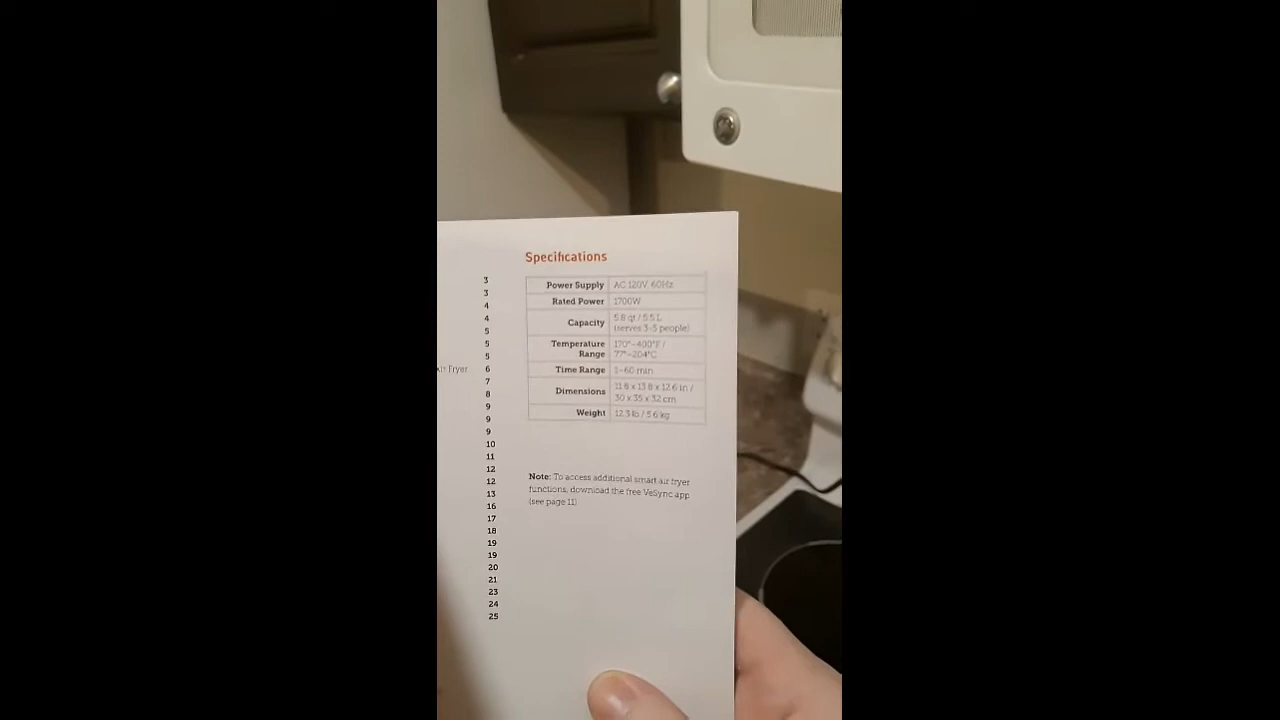 3
3
4
4
5
5
5
Fryer 6
7
8
9
9
9
10
11
12
12
13
16
17
18
19
19
20
21
23
24
25
Specifications
Power Supply AC 120V, 60Hz
Rated Power 1700W
Capacity 5.8 qt / 5.5 L
(serves 3–5 people)
Temperature Range 170°–400°F /
77°–204°C
Time Range 1–60 min
Dimensions 11.8 x 13.8 x 12.6 in /
30 x 35 x 32 cm
Weight 12.3 lb / 5.6 kg
Note: To access additional smart air fryer
functions, download the free VeSync app
(see page 11)